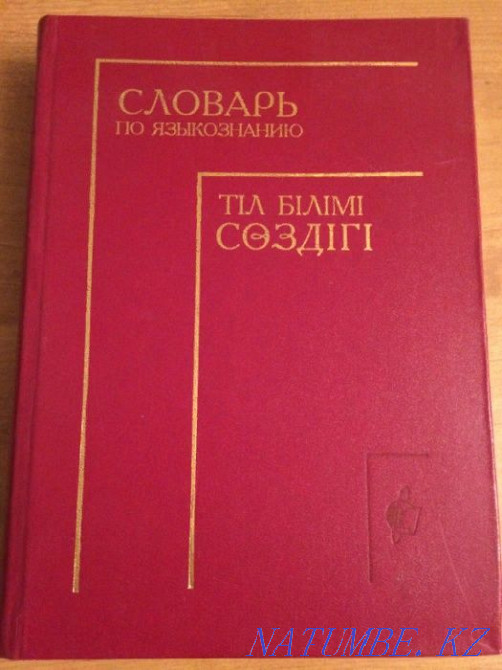 СЛОВАРЬ
ПО ЯЗЫКОЗНАНИЮ
ТІЛ БІЛІМІ
СӨЗДІГІ
NATUMBE. KZ